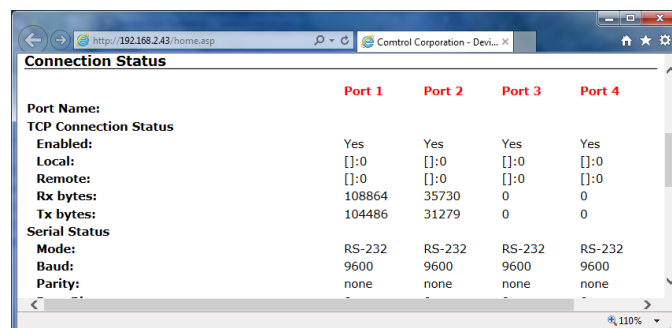 http://192.168.2.43/home.asp
Comtrol Corporation - Devi...
Connection Status
Port 1 Port 2 Port 3 Port 4
Port Name:
TCP Connection Status
Enabled: Yes Yes Yes Yes
Local: []:0 []:0 []:0 []:0
Remote: []:0 []:0 []:0 []:0
Rx bytes: 108864 35730 0 0
Tx bytes: 104486 31279 0 0
Serial Status
Mode: RS-232 RS-232 RS-232 RS-232
Baud: 9600 9600 9600 9600
Parity: none none none none
110%